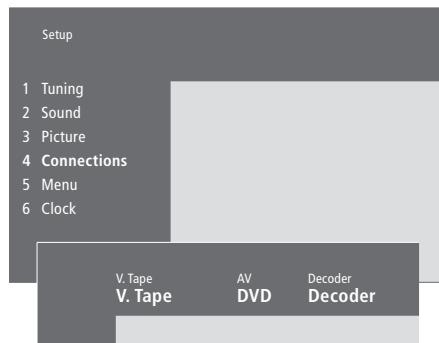 Setup
1 Tuning
2 Sound
3 Picture
4 Connections
5 Menu
6 Clock
V. Tape AV Decoder
V. Tape DVD Decoder